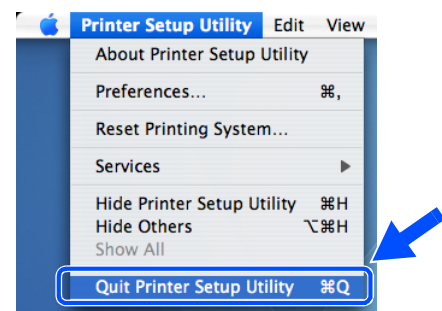 Printer Setup Utility Edit View
About Printer Setup Utility
Preferences... ⌘,
Reset Printing System...
Services
Hide Printer Setup Utility ⌘H
Hide Others ⌥⌘H
Show All
Quit Printer Setup Utility ⌘Q